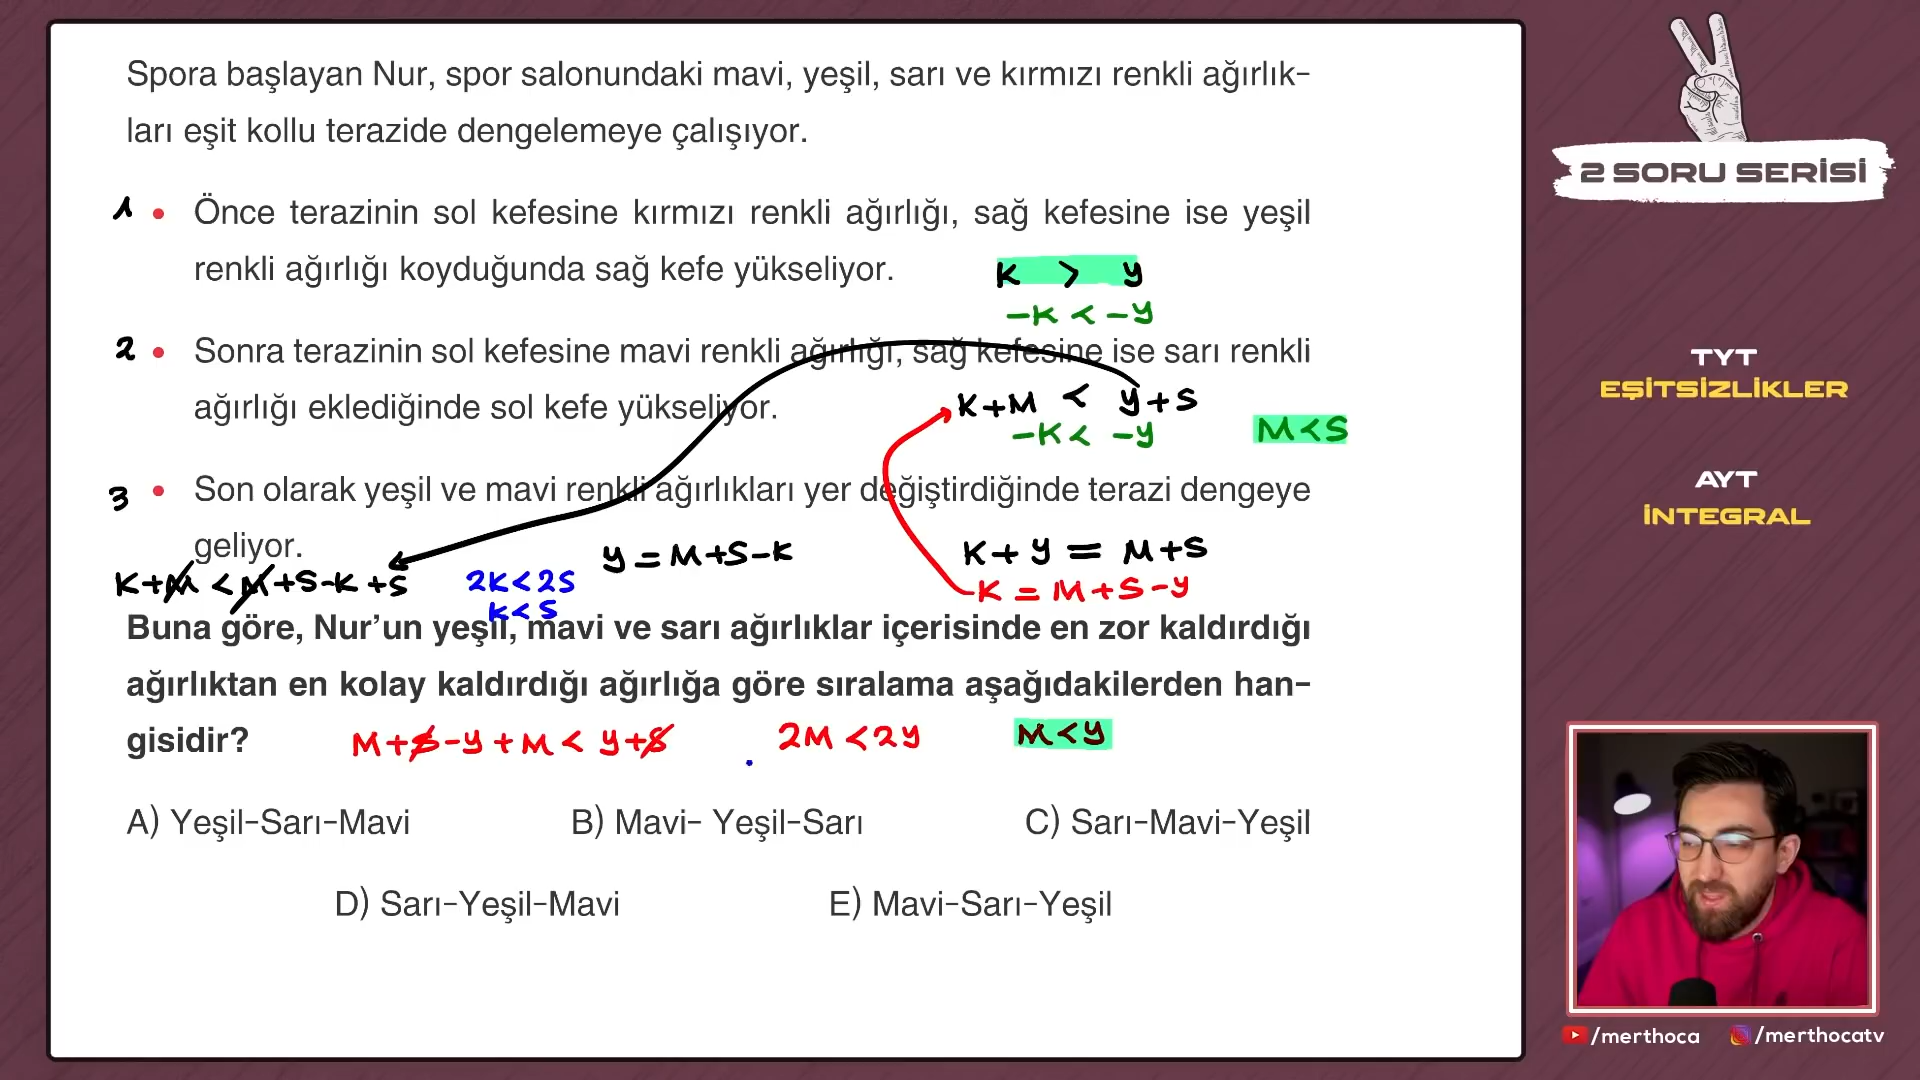 Spora başlayan Nur, spor salonundaki mavi, yeşil, sarı ve kırmızı renkli ağırlık-
ları eşit kollu terazide dengelemeye çalışıyor.
1 • Önce terazinin sol kefesine kırmızı renkli ağırlığı, sağ kefesine ise yeşil
renkli ağırlığı koyduğunda sağ kefe yükseliyor.
K > y
-K < -y
2 • Sonra terazinin sol kefesine mavi renkli ağırlığı, sağ kefesine ise sarı renkli
ağırlığı eklediğinde sol kefe yükseliyor.
K+M < y+S
-K < -y
M<S
3 • Son olarak yeşil ve mavi renkli ağırlıkları yer değiştirdiğinde terazi dengeye
geliyor.
y = M+S-K
K+y = M+S
K = M+S-y
K+M < M+S-K+S
2K<2S
K<S
Buna göre, Nur'un yeşil, mavi ve sarı ağırlıklar içerisinde en zor kaldırdığı
ağırlıktan en kolay kaldırdığı ağırlığa göre sıralama aşağıdakilerden han-
gisidir?
M+S-y+M < y+S
2M <2y
M<y
A) Yeşil-Sarı-Mavi
B) Mavi- Yeşil-Sarı
C) Sarı-Mavi-Yeşil
D) Sarı-Yeşil-Mavi
E) Mavi-Sarı-Yeşil
2 SORU SERİSİ
TYT
EŞİTSİZLİKLER
AYT
İNTEGRAL
/merthoca
/merthocatv